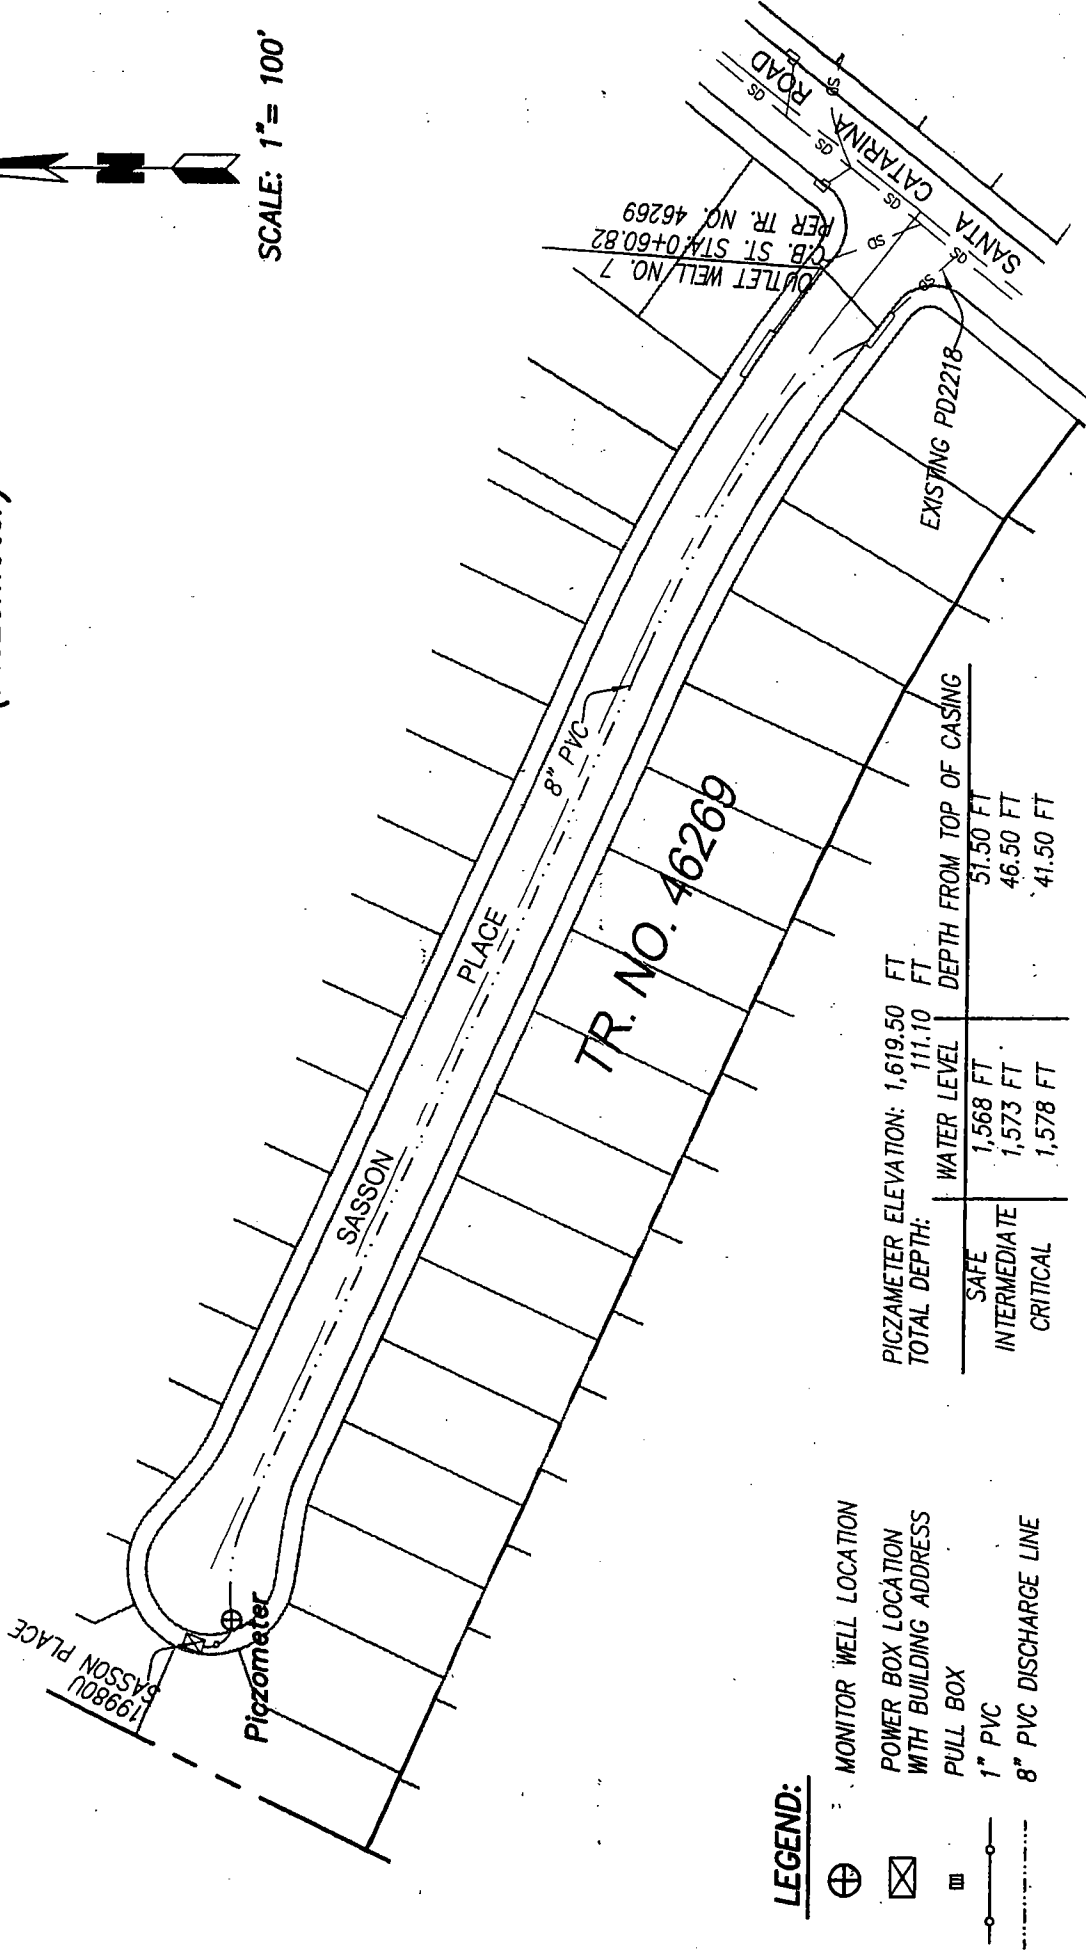 SCALE: 1"= 100'
SANTA CATARINA ROAD
SD
SD
SD
SD
SD
SD
SD
SD
OUTLET WELL NO. 7
C.B. ST. STA. 0+60.82
PER TR. NO. 46269
EXISTING PD2218
8" PVC
SASSON PLACE
TR. NO. 46269
19980U
SASSON PLACE
Piczometer
PICZAMETER ELEVATION: 1,619.50 FT
TOTAL DEPTH: 111.10 FT
WATER LEVEL DEPTH FROM TOP OF CASING
SAFE 1,568 FT 51.50 FT
INTERMEDIATE 1,573 FT 46.50 FT
CRITICAL 1,578 FT 41.50 FT
LEGEND:
MONITOR WELL LOCATION
POWER BOX LOCATION
WITH BUILDING ADDRESS
PULL BOX
1" PVC
8" PVC DISCHARGE LINE
N